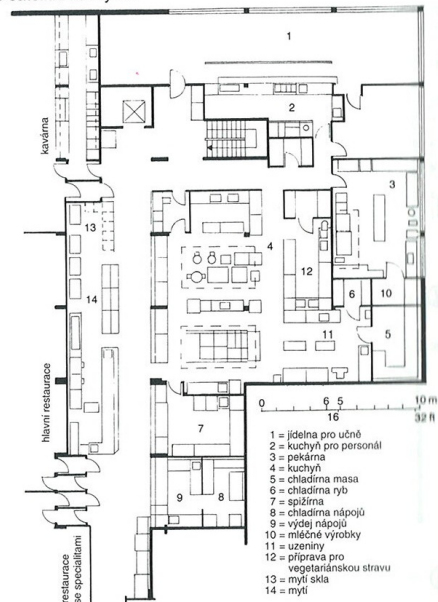 1
2
kavárna
3
13
4
12
14
6
10
11
5
hlavní restaurace
0 6 5 10 m
16 32 ft
7
1 = jídelna pro učně
2 = kuchyň pro personál
3 = pekárna
4 = kuchyň
5 = chladírna masa
6 = chladírna ryb
7 = spižírna
8 = chladírna nápojů
9 = výdej nápojů
10 = mléčné výrobky
11 = uzeniny
12 = příprava pro
vegetariánskou stravu
13 = mytí skla
14 = mytí
9
8
restaurace
se specialitami